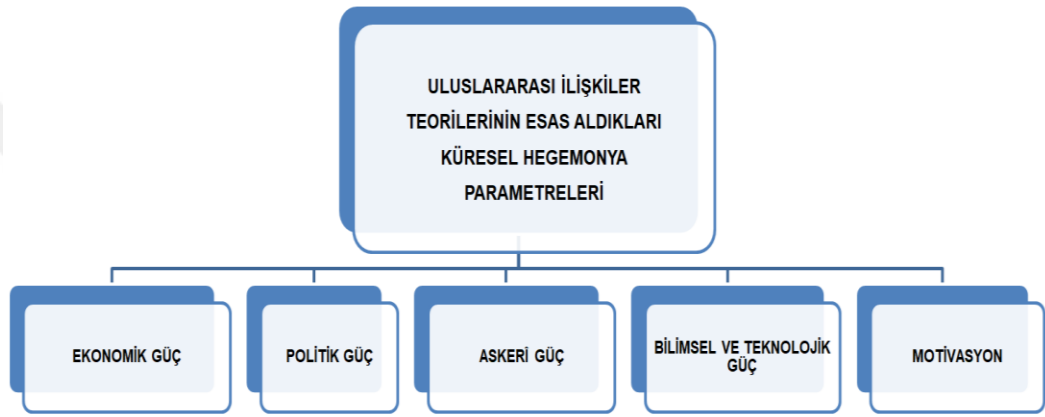 ULUSLARARASI İLİŞKİLER
TEORİLERİNİN ESAS ALDIKLARI
KÜRESEL HEGEMONYA
PARAMETRELERİ
EKONOMİK GÜÇ
POLİTİK GÜÇ
ASKERÎ GÜÇ
BİLİMSEL VE TEKNOLOJİK
GÜÇ
MOTİVASYON